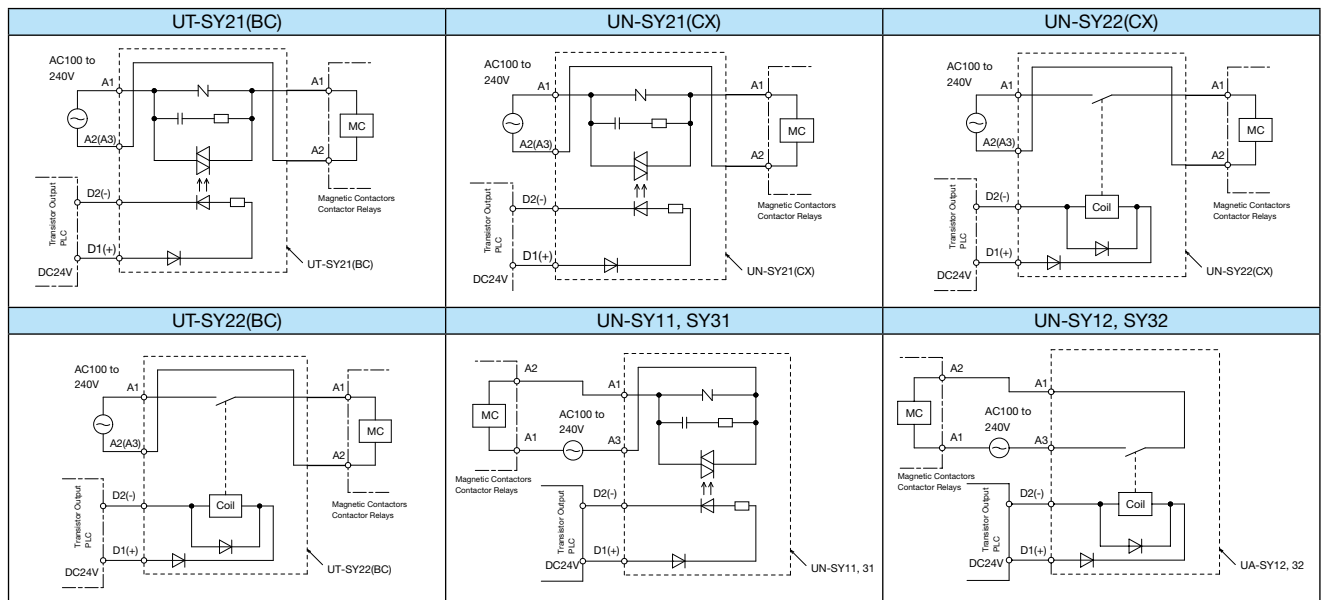 UT-SY21(BC)
AC100 to
240V
A1
A1
MC
A2(A3)
A2
Magnetic Contactors
Contactor Relays
Transistor Output
PLC
D2(-)
D1(+)
DC24V
UT-SY21(BC)
UN-SY21(CX)
AC100 to
240V
A1
A1
MC
A2(A3)
A2
Magnetic Contactors
Contactor Relays
Transistor Output
PLC
D2(-)
D1(+)
DC24V
UN-SY21(CX)
UN-SY22(CX)
AC100 to
240V
A1
A1
MC
A2(A3)
A2
Magnetic Contactors
Contactor Relays
Transistor Output
PLC
D2(-)
Coil
D1(+)
DC24V
UN-SY22(CX)
UT-SY22(BC)
AC100 to
240V
A1
A1
MC
A2(A3)
A2
Magnetic Contactors
Contactor Relays
Transistor Output
PLC
D2(-)
Coil
D1(+)
DC24V
UT-SY22(BC)
UN-SY11, SY31
A2
A1
MC
AC100 to
240V
A1
A3
Magnetic Contactors
Contactor Relays
Transistor Output
PLC
D2(-)
D1(+)
DC24V
UN-SY11, 31
UN-SY12, SY32
A2
A1
MC
AC100 to
240V
A1
A3
Magnetic Contactors
Contactor Relays
Transistor Output
PLC
D2(-)
Coil
D1(+)
DC24V
UA-SY12, 32